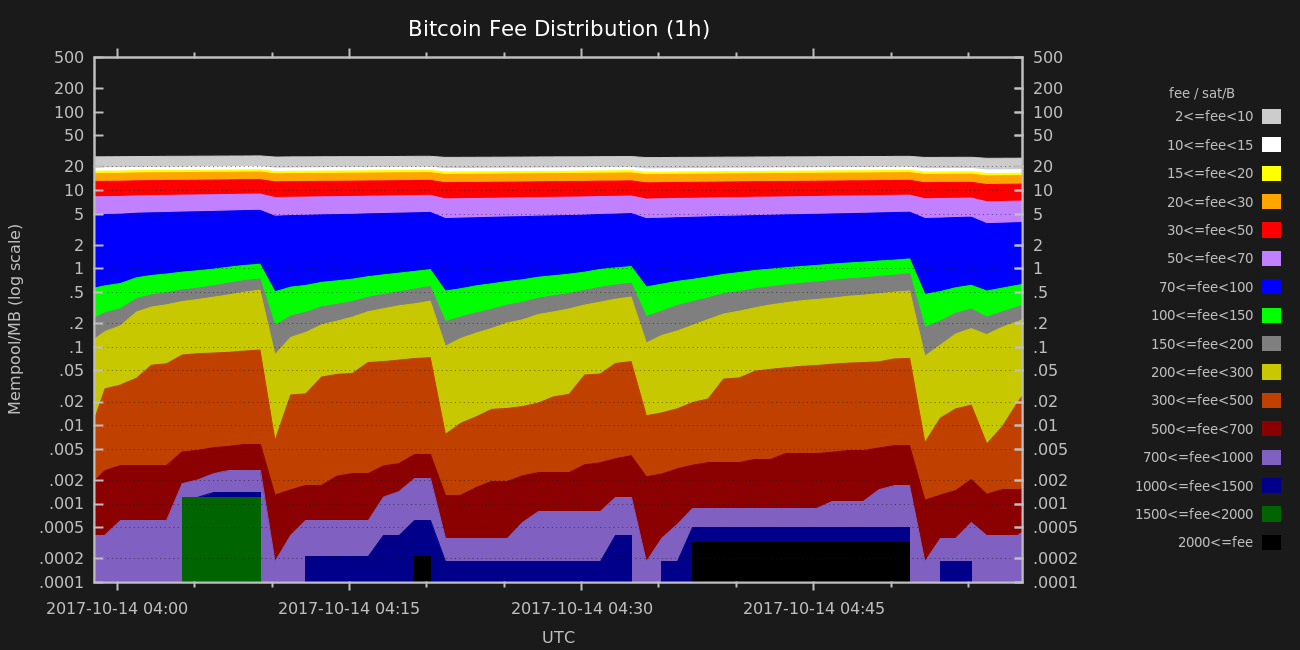 Bitcoin Fee Distribution (1h)
500 500
200 200
100 100
50 50
20 20
10 10
5 5
2 2
1 1
.5 .5
.2 .2
.1 .1
.05 .05
.02 .02
.01 .01
.005 .005
.002 .002
.001 .001
.0005 .0005
.0002 .0002
.0001 .0001
Mempool/MB (log scale)
2017-10-14 04:00 2017-10-14 04:15 2017-10-14 04:30 2017-10-14 04:45
UTC
fee / sat/B
2<=fee<10
10<=fee<15
15<=fee<20
20<=fee<30
30<=fee<50
50<=fee<70
70<=fee<100
100<=fee<150
150<=fee<200
200<=fee<300
300<=fee<500
500<=fee<700
700<=fee<1000
1000<=fee<1500
1500<=fee<2000
2000<=fee